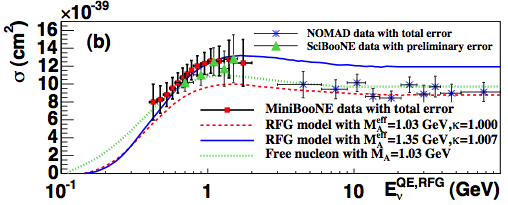 ×10⁻³⁹
σ (cm²)
16
14
12
10
8
6
4
2
0
(b)
NOMAD data with total error
SciBooNE data with preliminary error
MiniBooNE data with total error
RFG model with M_A^eff=1.03 GeV,κ=1.000
RFG model with M_A^eff=1.35 GeV,κ=1.007
Free nucleon with M_A=1.03 GeV
10⁻¹ 1 10
E_ν^QE,RFG (GeV)